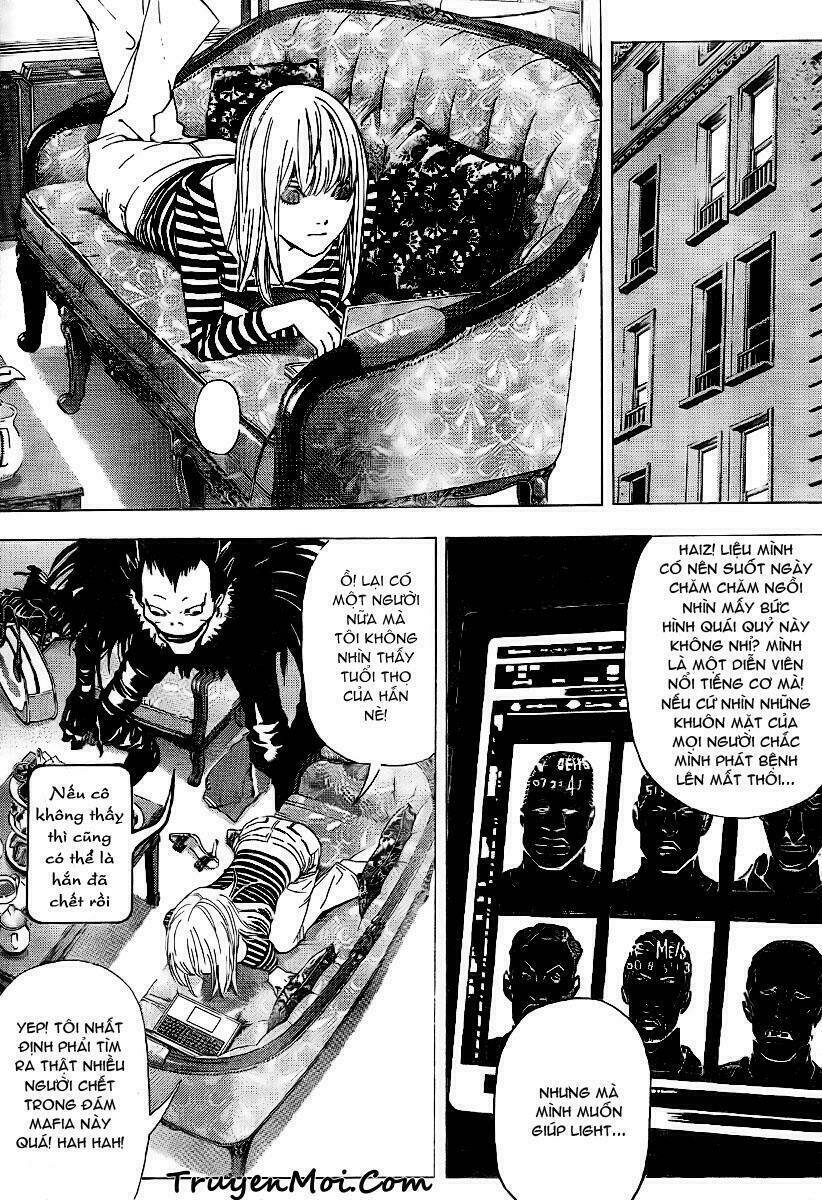 HAIZ! LIỆU MÌNH
CÓ NÊN SUỐT NGÀY
CHĂM CHĂM NGỒI
NHÌN MẤY BỨC
HÌNH QUÁI QUỶ NÀY
KHÔNG NHỈ? MÌNH
LÀ MỘT DIỄN VIÊN
NỔI TIẾNG CƠ MÀ!
NẾU CỨ NHÌN NHỮNG
KHUÔN MẶT CỦA
MỌI NGƯỜI CHẮC
MÌNH PHÁT BỆNH
LÊN MẤT THÔI...
NHƯNG MÀ
MÌNH MUỐN
GIÚP LIGHT...
Ồ! LẠI CÓ
MỘT NGƯỜI
NỮA MÀ
TÔI KHÔNG
NHÌN THẤY
TUỔI THỌ
CỦA HẮN
NÈ!
Nếu cô
không thấy
thì cũng
có thể là
hắn đã
chết rồi
YEP! TÔI NHẤT
ĐỊNH PHẢI TÌM
RA THẬT NHIỀU
NGƯỜI CHẾT
TRONG ĐÁM
MAFIA NÀY
QUÁ! HAH HAH!
TruyenMoi.Com